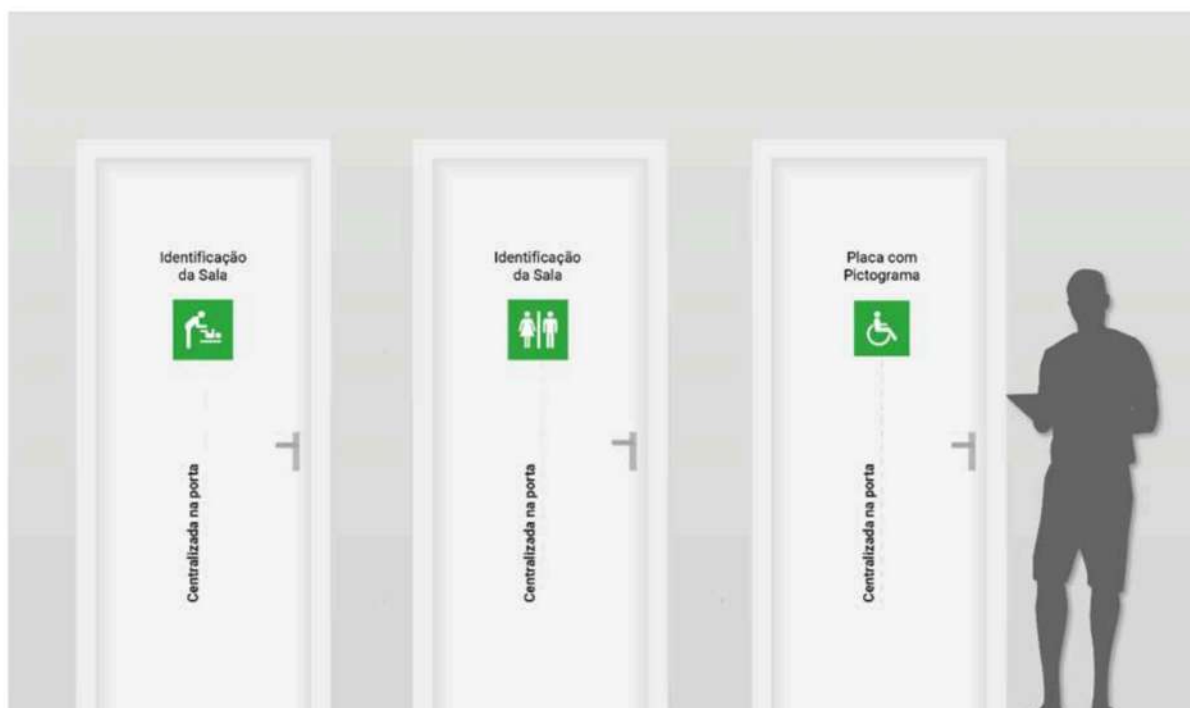 Identificação
da Sala
Centralizada na porta
Identificação
da Sala
Centralizada na porta
Placa com
Pictograma
Centralizada na porta